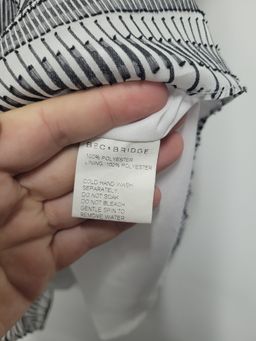 BEC+BRIDGE
100% POLYESTER
LINING: 100% POLYESTER
COLD HAND WASH
SEPARATELY.
DO NOT SOAK
DO NOT BLEACH
GENTLE SPIN TO
REMOVE WATER